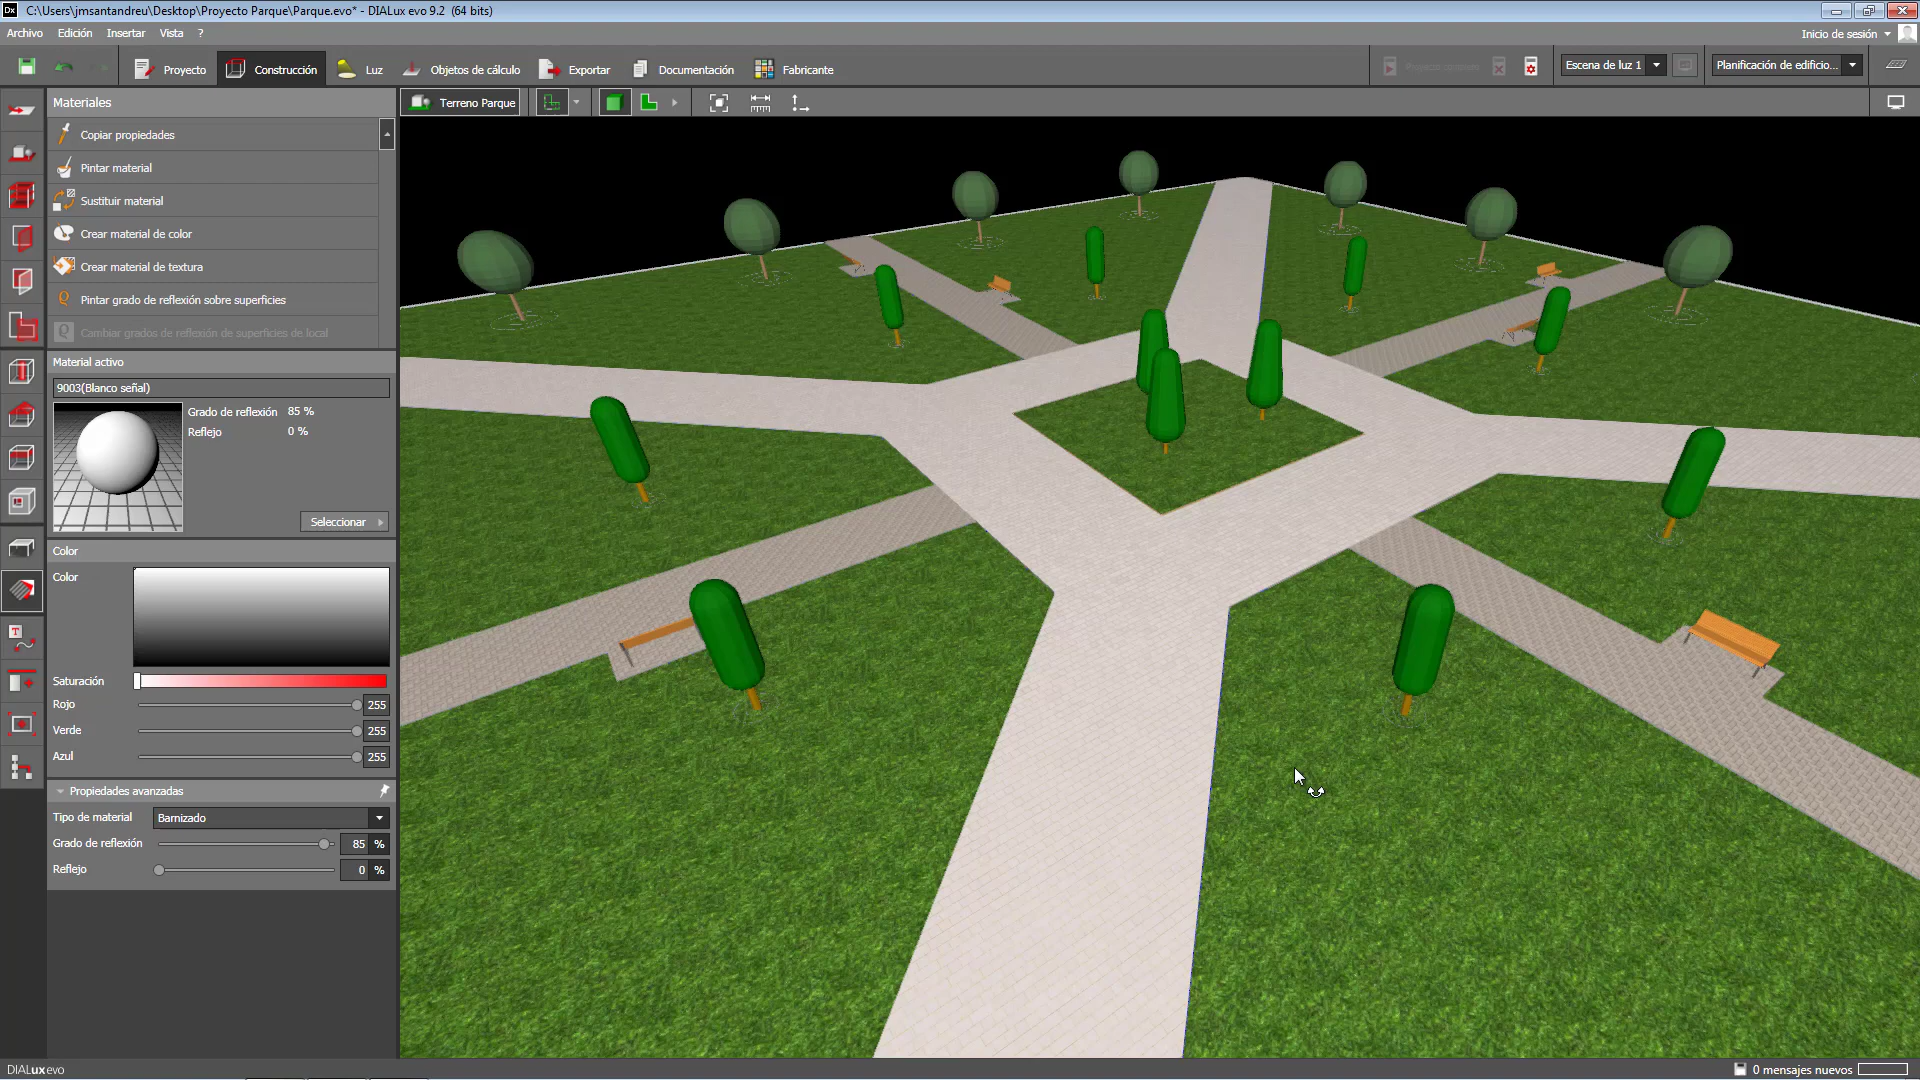 Dx C:\Users\jmsantandreu\Desktop\Proyecto Parque\Parque.evo* - DIALux evo 9.2 (64 bits)
Archivo Edición Insertar Vista ? Inicio de sesión
Proyecto Construcción Luz Objetos de cálculo Exportar Documentación Fabricante Escena de luz 1 Planificación de edificio...
Materiales Terreno Parque
Copiar propiedades
Pintar material
Sustituir material
Crear material de color
Crear material de textura
Pintar grado de reflexión sobre superficies
Cambiar grados de reflexión de superficies de local
Material activo
9003(Blanco señal)
Grado de reflexión 85 %
Reflejo 0 %
Seleccionar
Color
Color
Saturación
Rojo 255
Verde 255
Azul 255
Propiedades avanzadas
Tipo de material Barnizado
Grado de reflexión 85 %
Reflejo 0 %
DIALux evo 0 mensajes nuevos